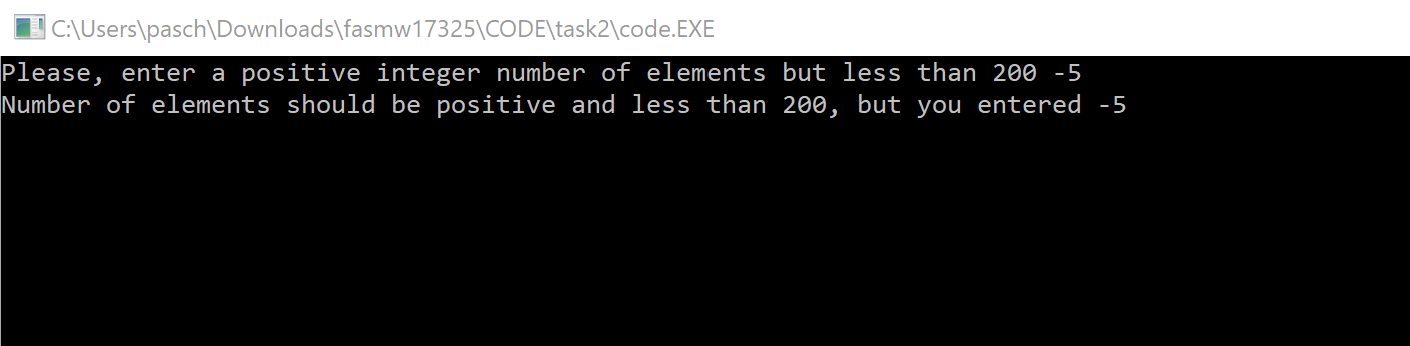 C:\Users\pasch\Downloads\fasmw17325\CODE\task2\code.EXE
Please, enter a positive integer number of elements but less than 200 -5
Number of elements should be positive and less than 200, but you entered -5